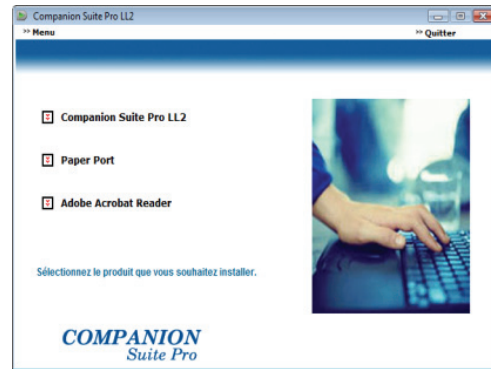 Companion Suite Pro LL2
>> Menu
>> Quitter
Companion Suite Pro LL2
Paper Port
Adobe Acrobat Reader
Sélectionnez le produit que vous souhaitez installer.
COMPANION
Suite Pro